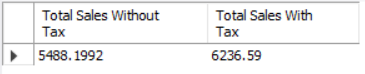 Total Sales Without Tax
Total Sales With Tax
5488.1992
6236.59